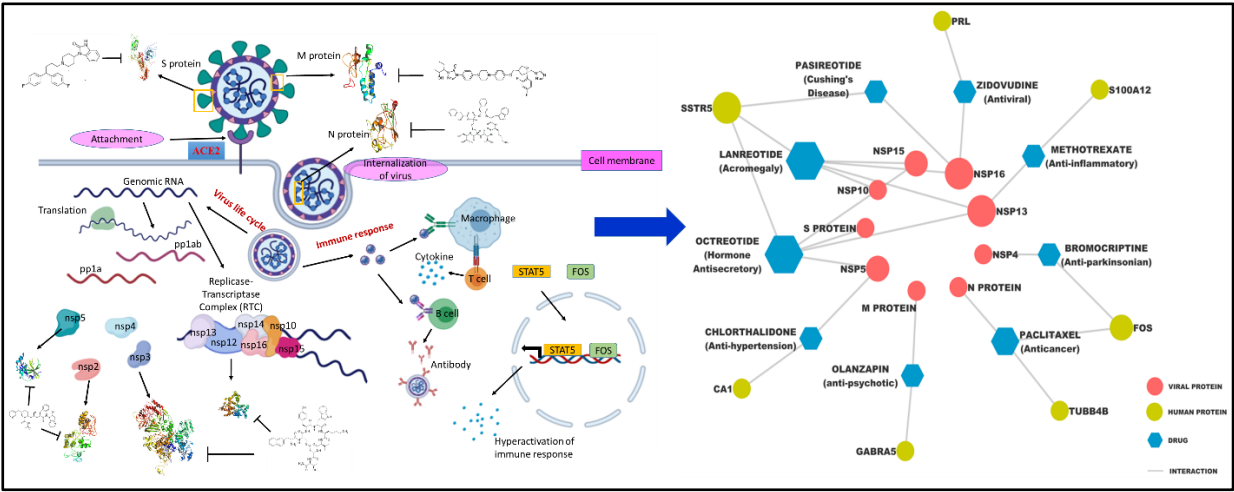 S protein
M protein
N protein
Attachment
ACE2
Internalization
of virus
Cell membrane
Genomic RNA
Translation
pp1ab
pp1a
Virus life cycle
Immune response
Macrophage
Cytokine
T cell
B cell
Antibody
STAT5
FOS
STAT5
FOS
Hyperactivation of
immune response
Replicase-
Transcriptase
Complex (RTC)
nsp5
nsp4
nsp3
nsp2
nsp13
nsp12
nsp14
nsp16
nsp10
nsp15
PRL
PASIREOTIDE
(Cushing's
Disease)
ZIDOVUDINE
(Antiviral)
S100A12
SSTR5
METHOTREXATE
(Anti-inflammatory)
LANREOTIDE
(Acromegaly)
NSP15
NSP16
NSP10
NSP13
S PROTEIN
OCTREOTIDE
(Hormone
Antisecretory)
NSP5
NSP4
BROMOCRIPTINE
(Anti-parkinsonian)
N PROTEIN
M PROTEIN
CHLORTHALIDONE
(Anti-hypertension)
PACLITAXEL
(Anticancer)
FOS
OLANZAPIN
(anti-psychotic)
CA1
TUBB4B
GABRA5
VIRAL PROTEIN
HUMAN PROTEIN
DRUG
INTERACTION